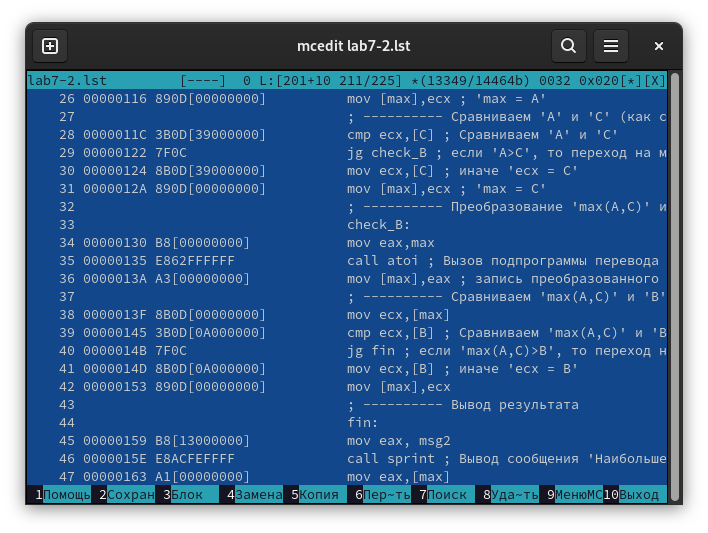 mcedit lab7-2.lst
lab7-2.lst [----] 0 L:[201+10 211/225] *(13349/14464b) 0032 0x020[*][X]
26 00000116 890D[00000000] mov [max],ecx ; 'max = A'
27 ; ---------- Сравниваем 'A' и 'C' (как с
28 0000011C 3B0D[39000000] cmp ecx,[C] ; Сравниваем 'A' и 'C'
29 00000122 7F0C jg check_B ; если 'A>C', то переход на м
30 00000124 8B0D[39000000] mov ecx,[C] ; иначе 'ecx = C'
31 0000012A 890D[00000000] mov [max],ecx ; 'max = C'
32 ; ---------- Преобразование 'max(A,C)' и
33 check_B:
34 00000130 B8[00000000] mov eax,max
35 00000135 E862FFFFFF call atoi ; Вызов подпрограммы перевода
36 0000013A A3[00000000] mov [max],eax ; запись преобразованного
37 ; ---------- Сравниваем 'max(A,C)' и 'B'
38 0000013F 8B0D[00000000] mov ecx,[max]
39 00000145 3B0D[0A000000] cmp ecx,[B] ; Сравниваем 'max(A,C)' и 'B
40 0000014B 7F0C jg fin ; если 'max(A,C)>B', то переход н
41 0000014D 8B0D[0A000000] mov ecx,[B] ; иначе 'ecx = B'
42 00000153 890D[00000000] mov [max],ecx
43 ; ---------- Вывод результата
44 fin:
45 00000159 B8[13000000] mov eax, msg2
46 0000015E E8ACFEFFFF call sprint ; Вывод сообщения 'Наибольше
47 00000163 A1[00000000] mov eax,[max]
1Помощь 2Сохран 3Блок 4Замена 5Копия 6Пер~ть 7Поиск 8Уда~ть 9МенюMC 10Выход